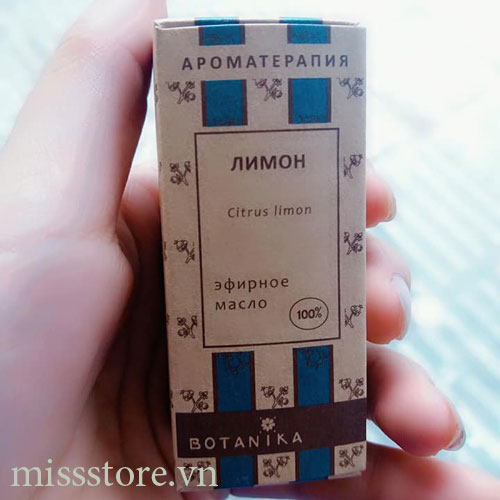 АРОМАТЕРАПИЯ
ЛИМОН
Citrus limon
эфирное
масло
100%
BOTANIKA
missstore.vn